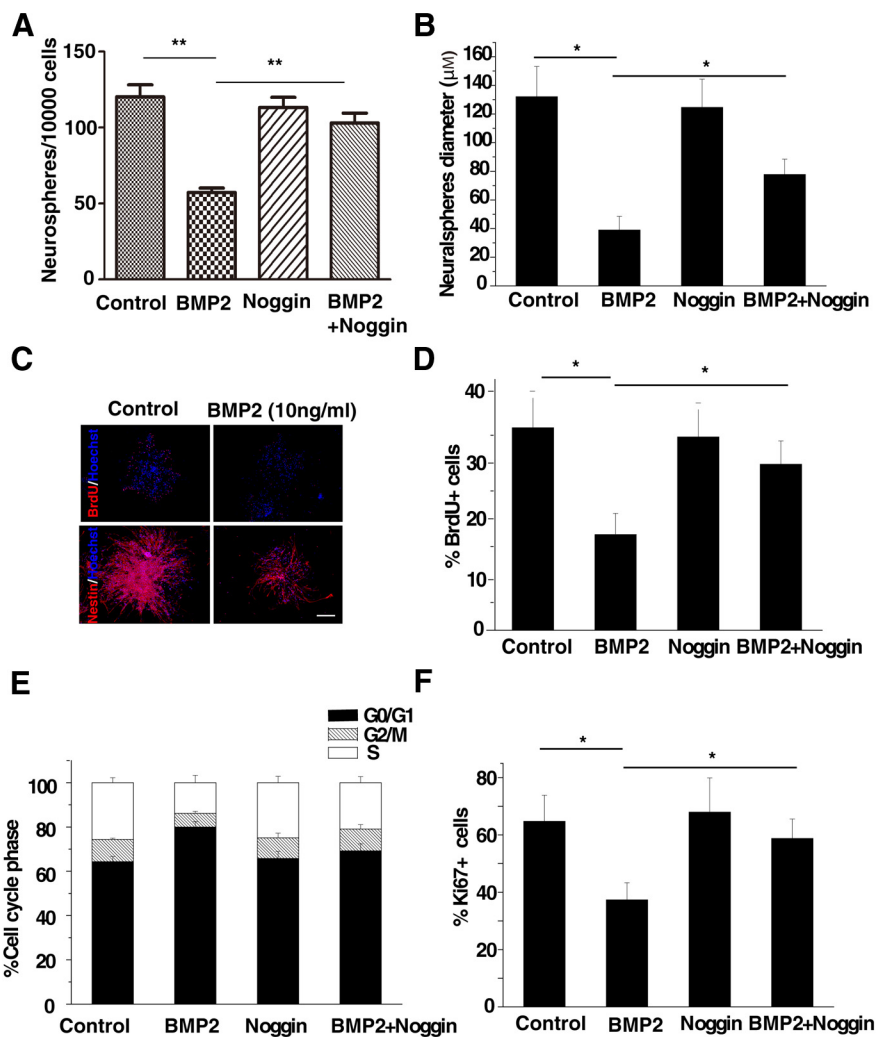 A
Neurospheres/10000 cells
150
100
50
0
**
**
Control
BMP2
Noggin
BMP2
+Noggin
B
Neuralspheres diameter (µM)
160
140
120
100
80
60
40
20
0
*
*
Control
BMP2
Noggin
BMP2+Noggin
C
Control
BMP2 (10ng/ml)
BrdU/Hoechst
Nestin/Hoechst
D
% BrdU+ cells
40
30
20
10
0
*
*
Control
BMP2
Noggin
BMP2+Noggin
E
G0/G1
G2/M
S
%Cell cycle phase
100
80
60
40
20
0
Control
BMP2
Noggin
BMP2+Noggin
F
% Ki67+ cells
80
60
40
20
0
*
*
Control
BMP2
Noggin
BMP2+Noggin